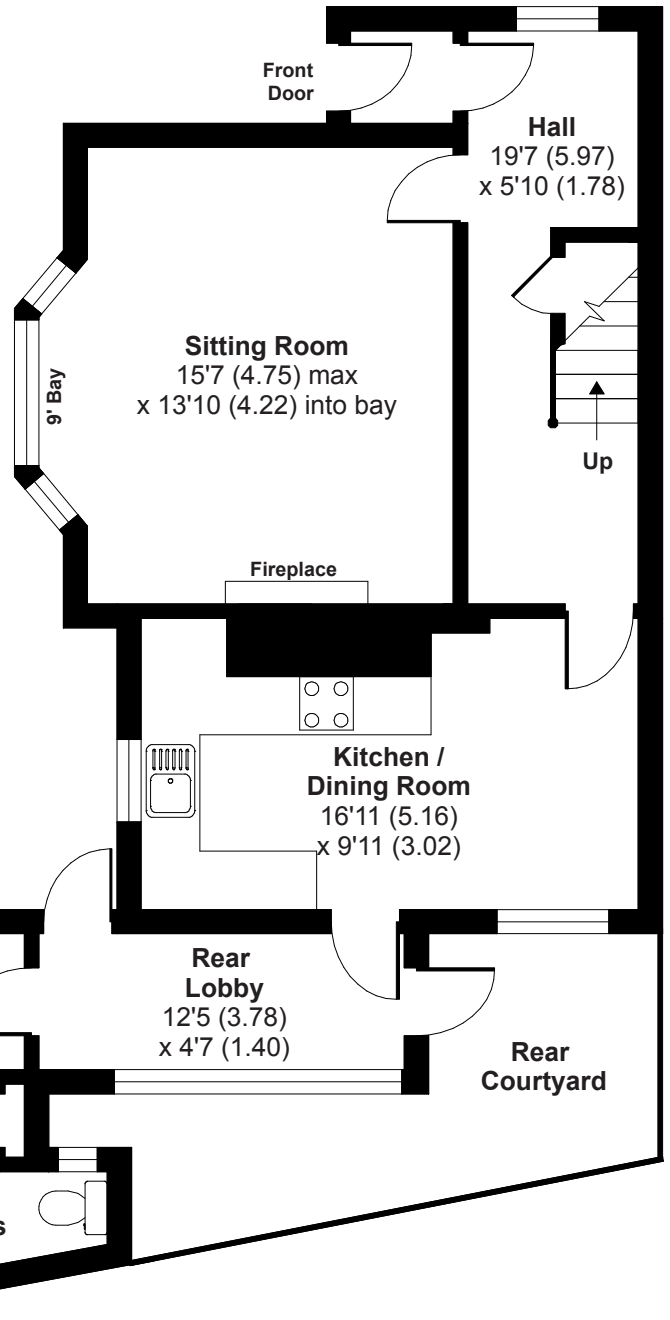 Front
Door
Hall
19'7 (5.97)
x 5'10 (1.78)
Sitting Room
15'7 (4.75) max
x 13'10 (4.22) into bay
9' Bay
Up
Fireplace
Kitchen /
Dining Room
16'11 (5.16)
x 9'11 (3.02)
Rear
Lobby
12'5 (3.78)
x 4'7 (1.40)
Rear
Courtyard
s